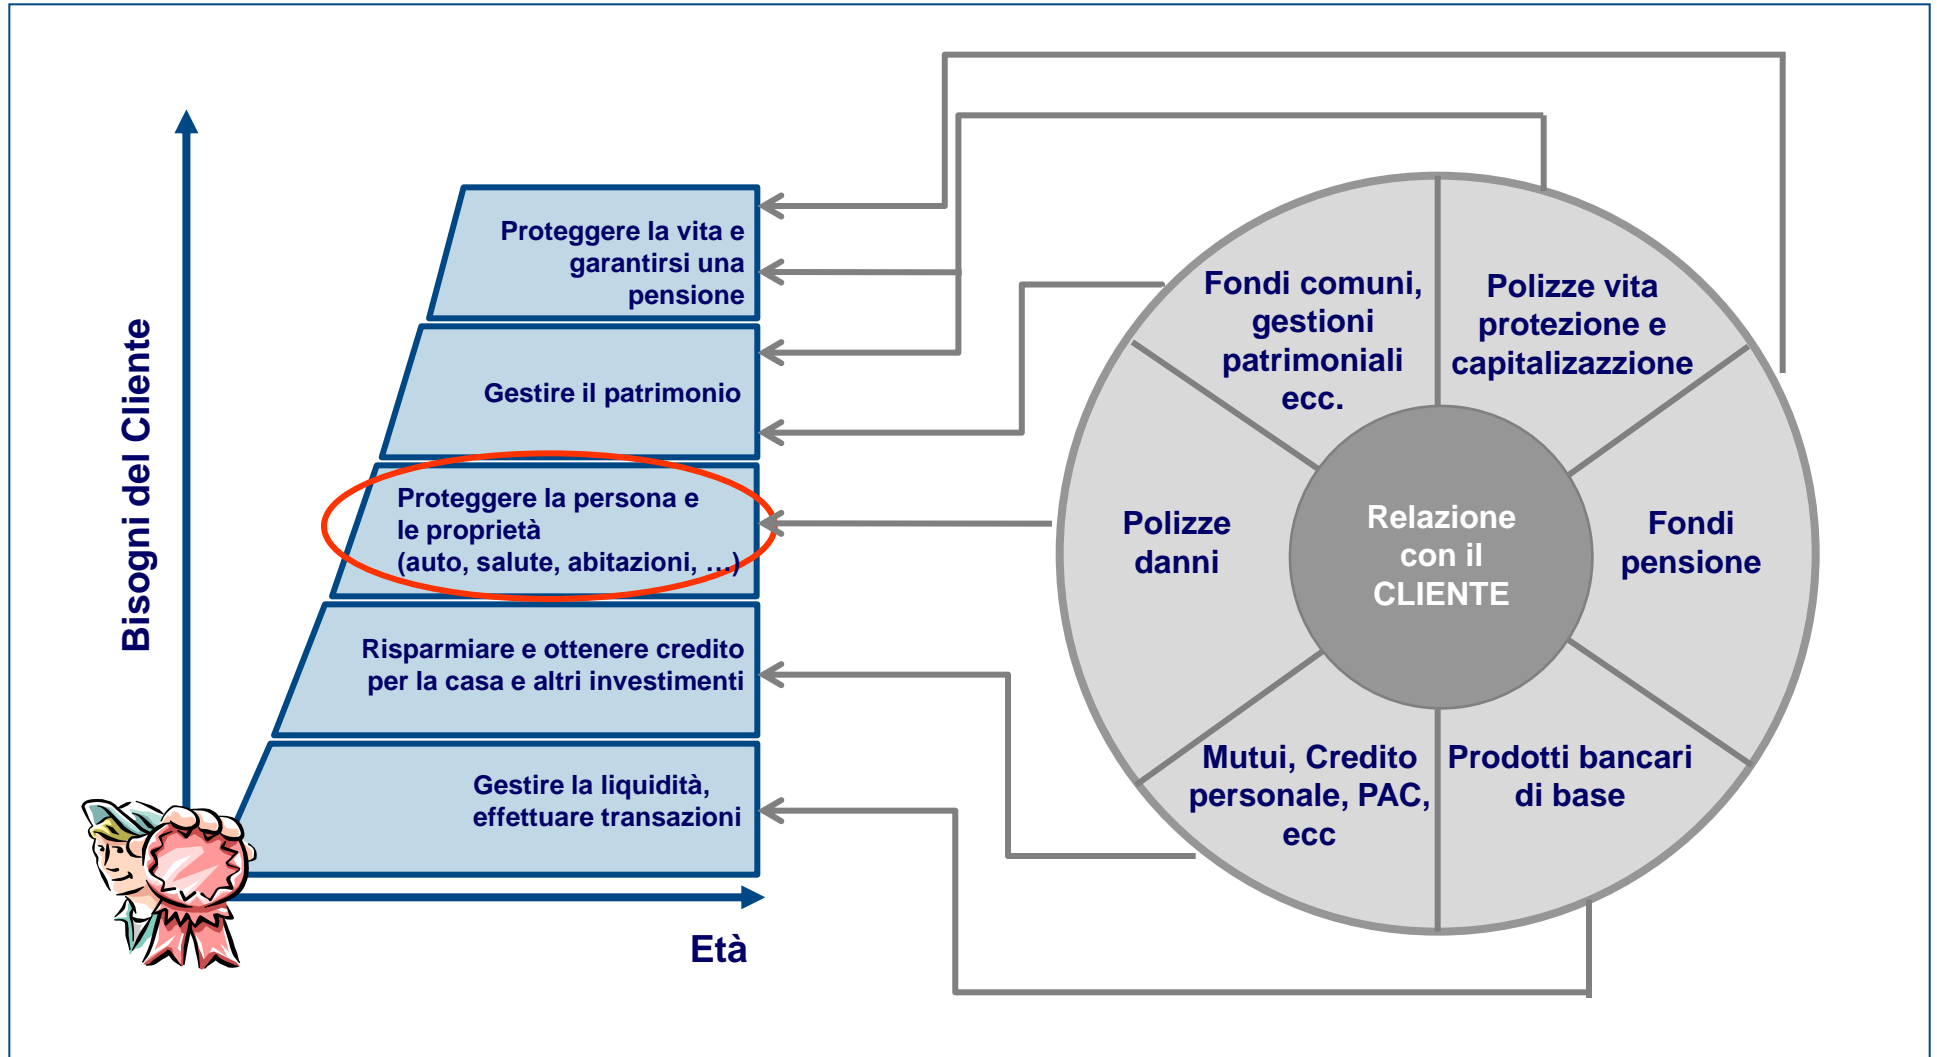 Bisogni del Cliente
Proteggere la vita e
garantirsi una
pensione
Gestire il patrimonio
Proteggere la persona e
le proprietà
(auto, salute, abitazioni, …)
Risparmiare e ottenere credito
per la casa e altri investimenti
Gestire la liquidità,
effettuare transazioni
Età
Fondi comuni,
gestioni
patrimoniali
ecc.
Polizze vita
protezione e
capitalizazzione
Polizze
danni
Relazione
con il
CLIENTE
Fondi
pensione
Mutui, Credito
personale, PAC,
ecc
Prodotti bancari
di base